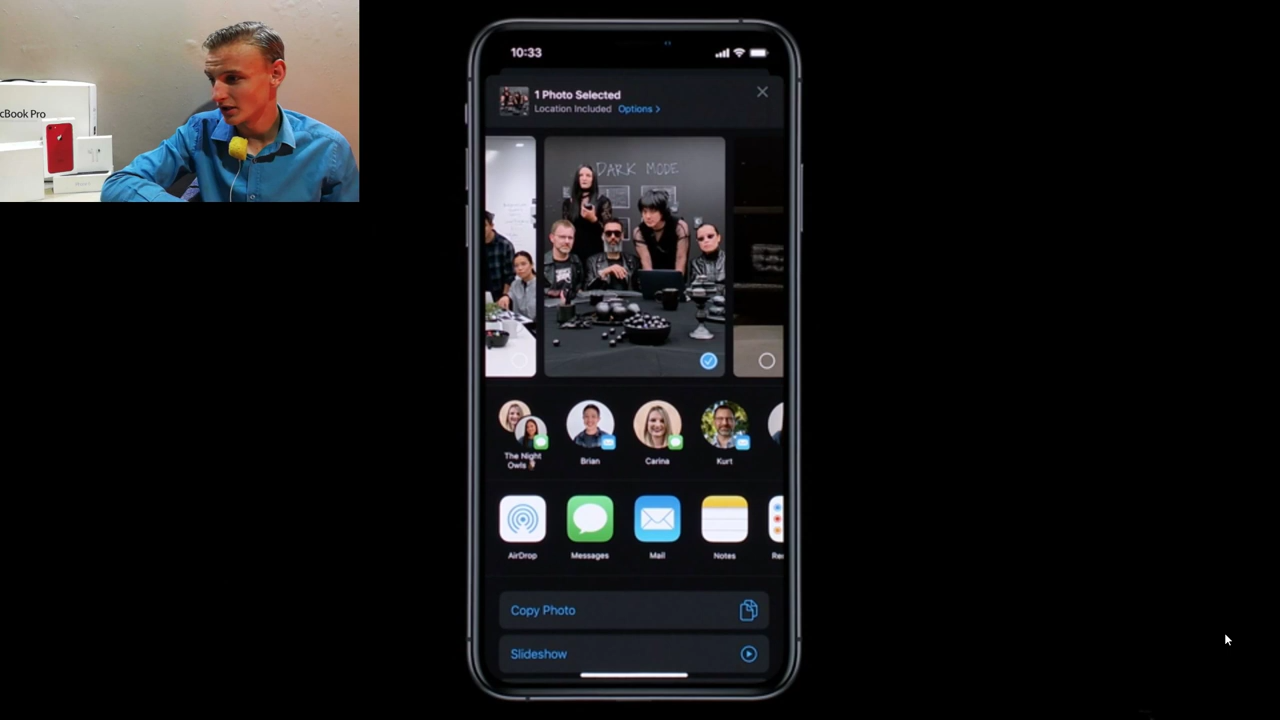 cBook Pro
10:33
1 Photo Selected
Location Included Options >
DARK MODE
The Night
Owls
Brian
Carina
Kurt
AirDrop
Messages
Mail
Notes
Re
Copy Photo
Slideshow